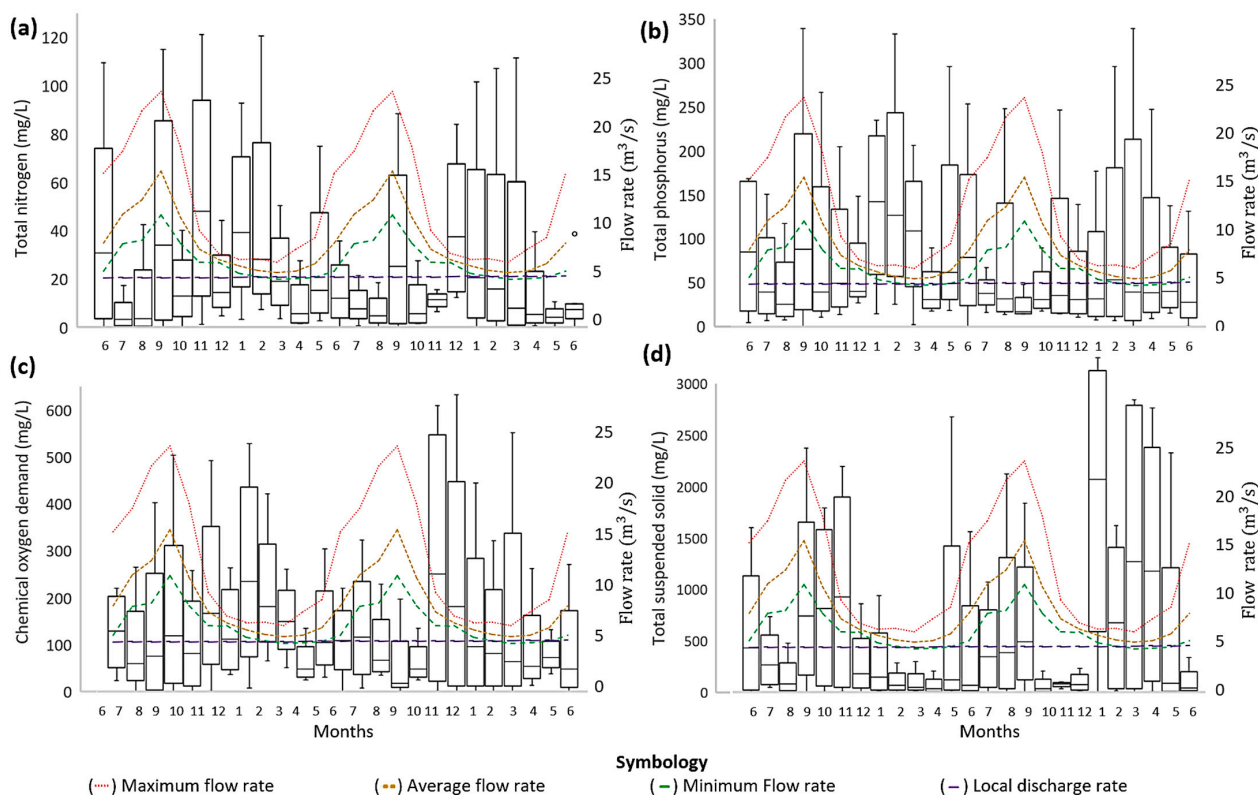 (a)
Total nitrogen (mg/L)
120
100
80
60
40
20
0
25
20
15
10
5
0
Flow rate (m³/s)
6 7 8 9 10 11 12 1 2 3 4 5 6 7 8 9 10 11 12 1 2 3 4 5 6
(b)
Total phosphorus (mg/L)
350
300
250
200
150
100
50
0
25
20
15
10
5
0
Flow rate (m³/s)
6 7 8 9 10 11 12 1 2 3 4 5 6 7 8 9 10 11 12 1 2 3 4 5 6
(c)
Chemical oxygen demand (mg/L)
600
500
400
300
200
100
0
25
20
15
10
5
0
Flow rate (m³/s)
6 7 8 9 10 11 12 1 2 3 4 5 6 7 8 9 10 11 12 1 2 3 4 5 6
Months
(d)
Total suspended solid (mg/L)
3000
2500
2000
1500
1000
500
0
25
20
15
10
5
0
Flow rate (m³/s)
6 7 8 9 10 11 12 1 2 3 4 5 6 7 8 9 10 11 12 1 2 3 4 5 6
Months
Symbology
(┈) Maximum flow rate (--) Average flow rate (–) Minimum Flow rate (–) Local discharge rate